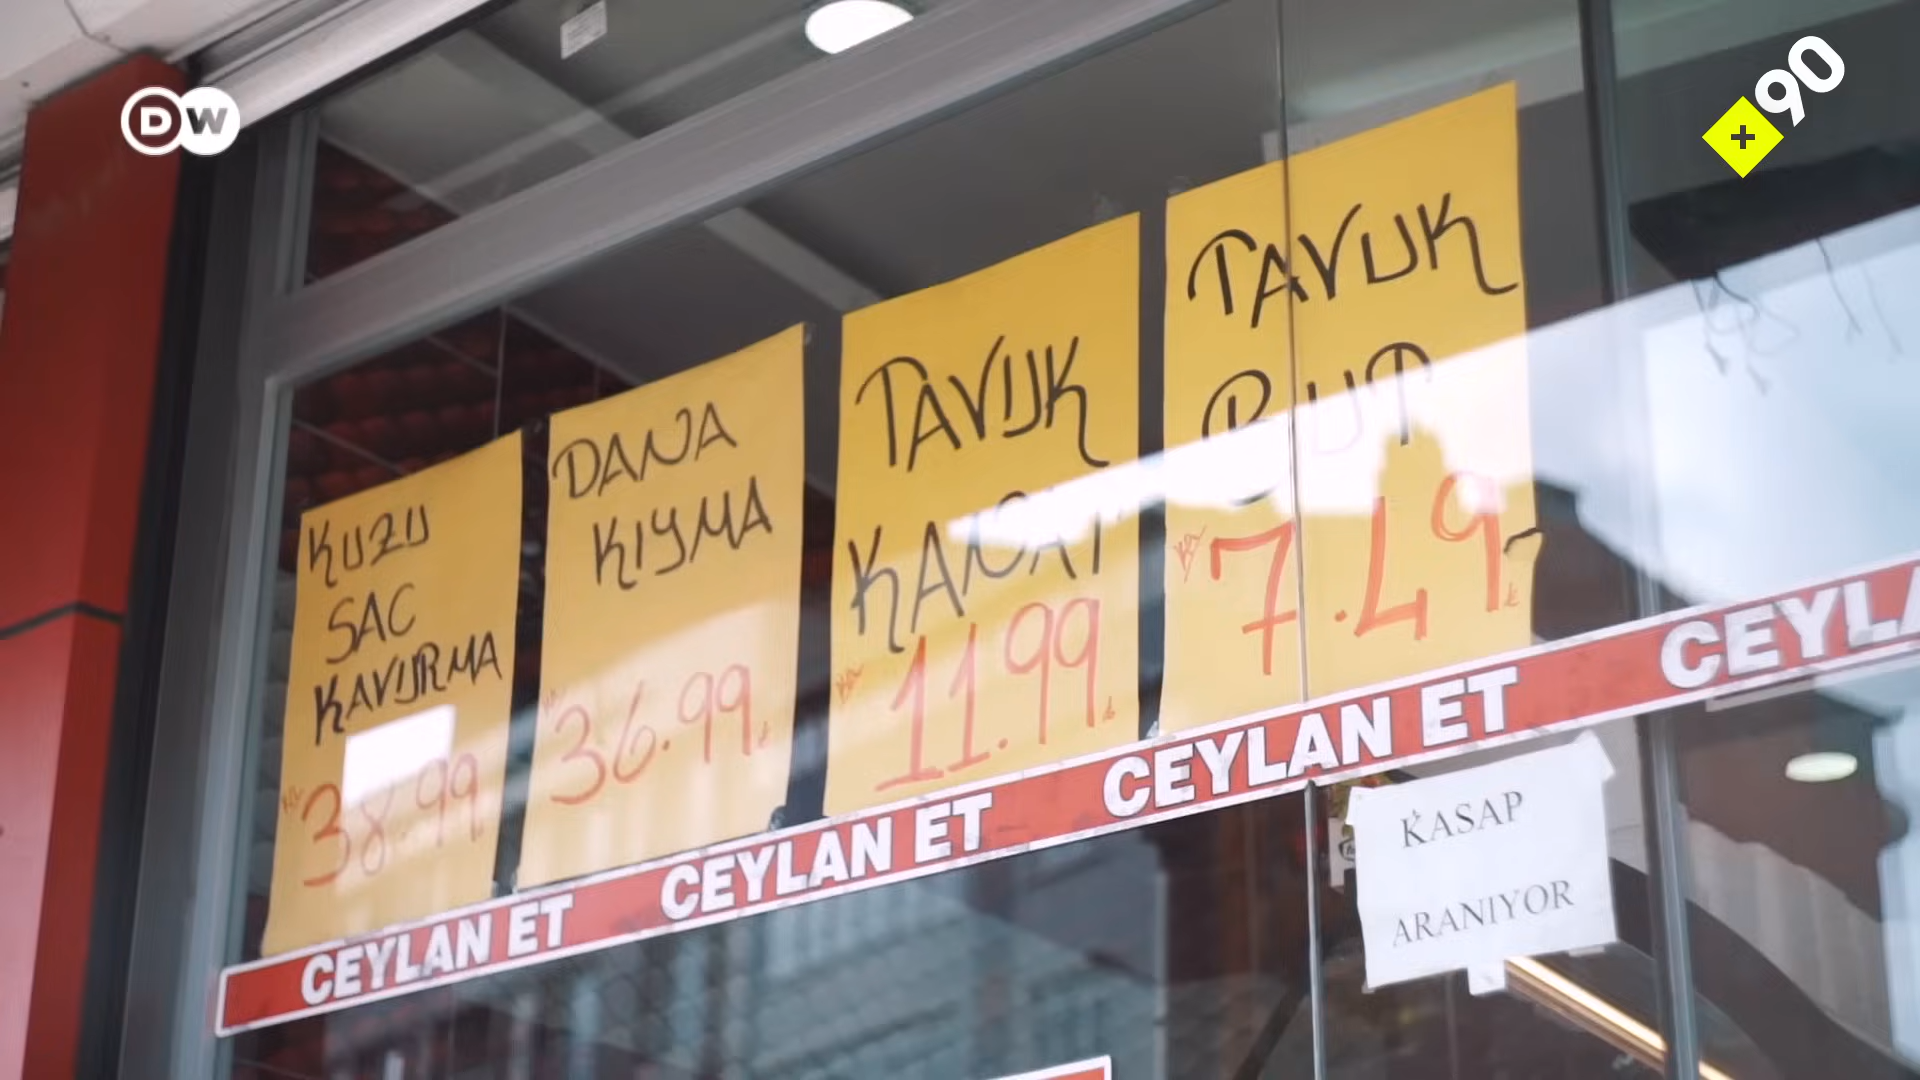 DW
+90
KUZU
SAC
KAVURMA
38.99
DANA
KIYMA
36.99
TAVUK
KANAT
11.99
TAVUK
BUT
7.49
CEYLAN ET CEYLAN ET CEYLAN ET CEYLA
KASAP
ARANIYOR